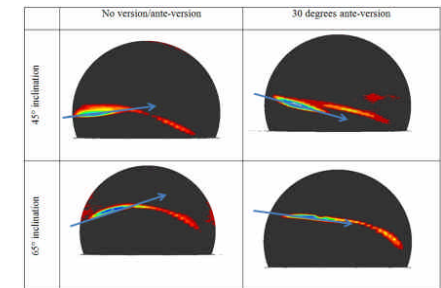 No version/ante-version
30 degrees ante-version
45° inclination
65° inclination